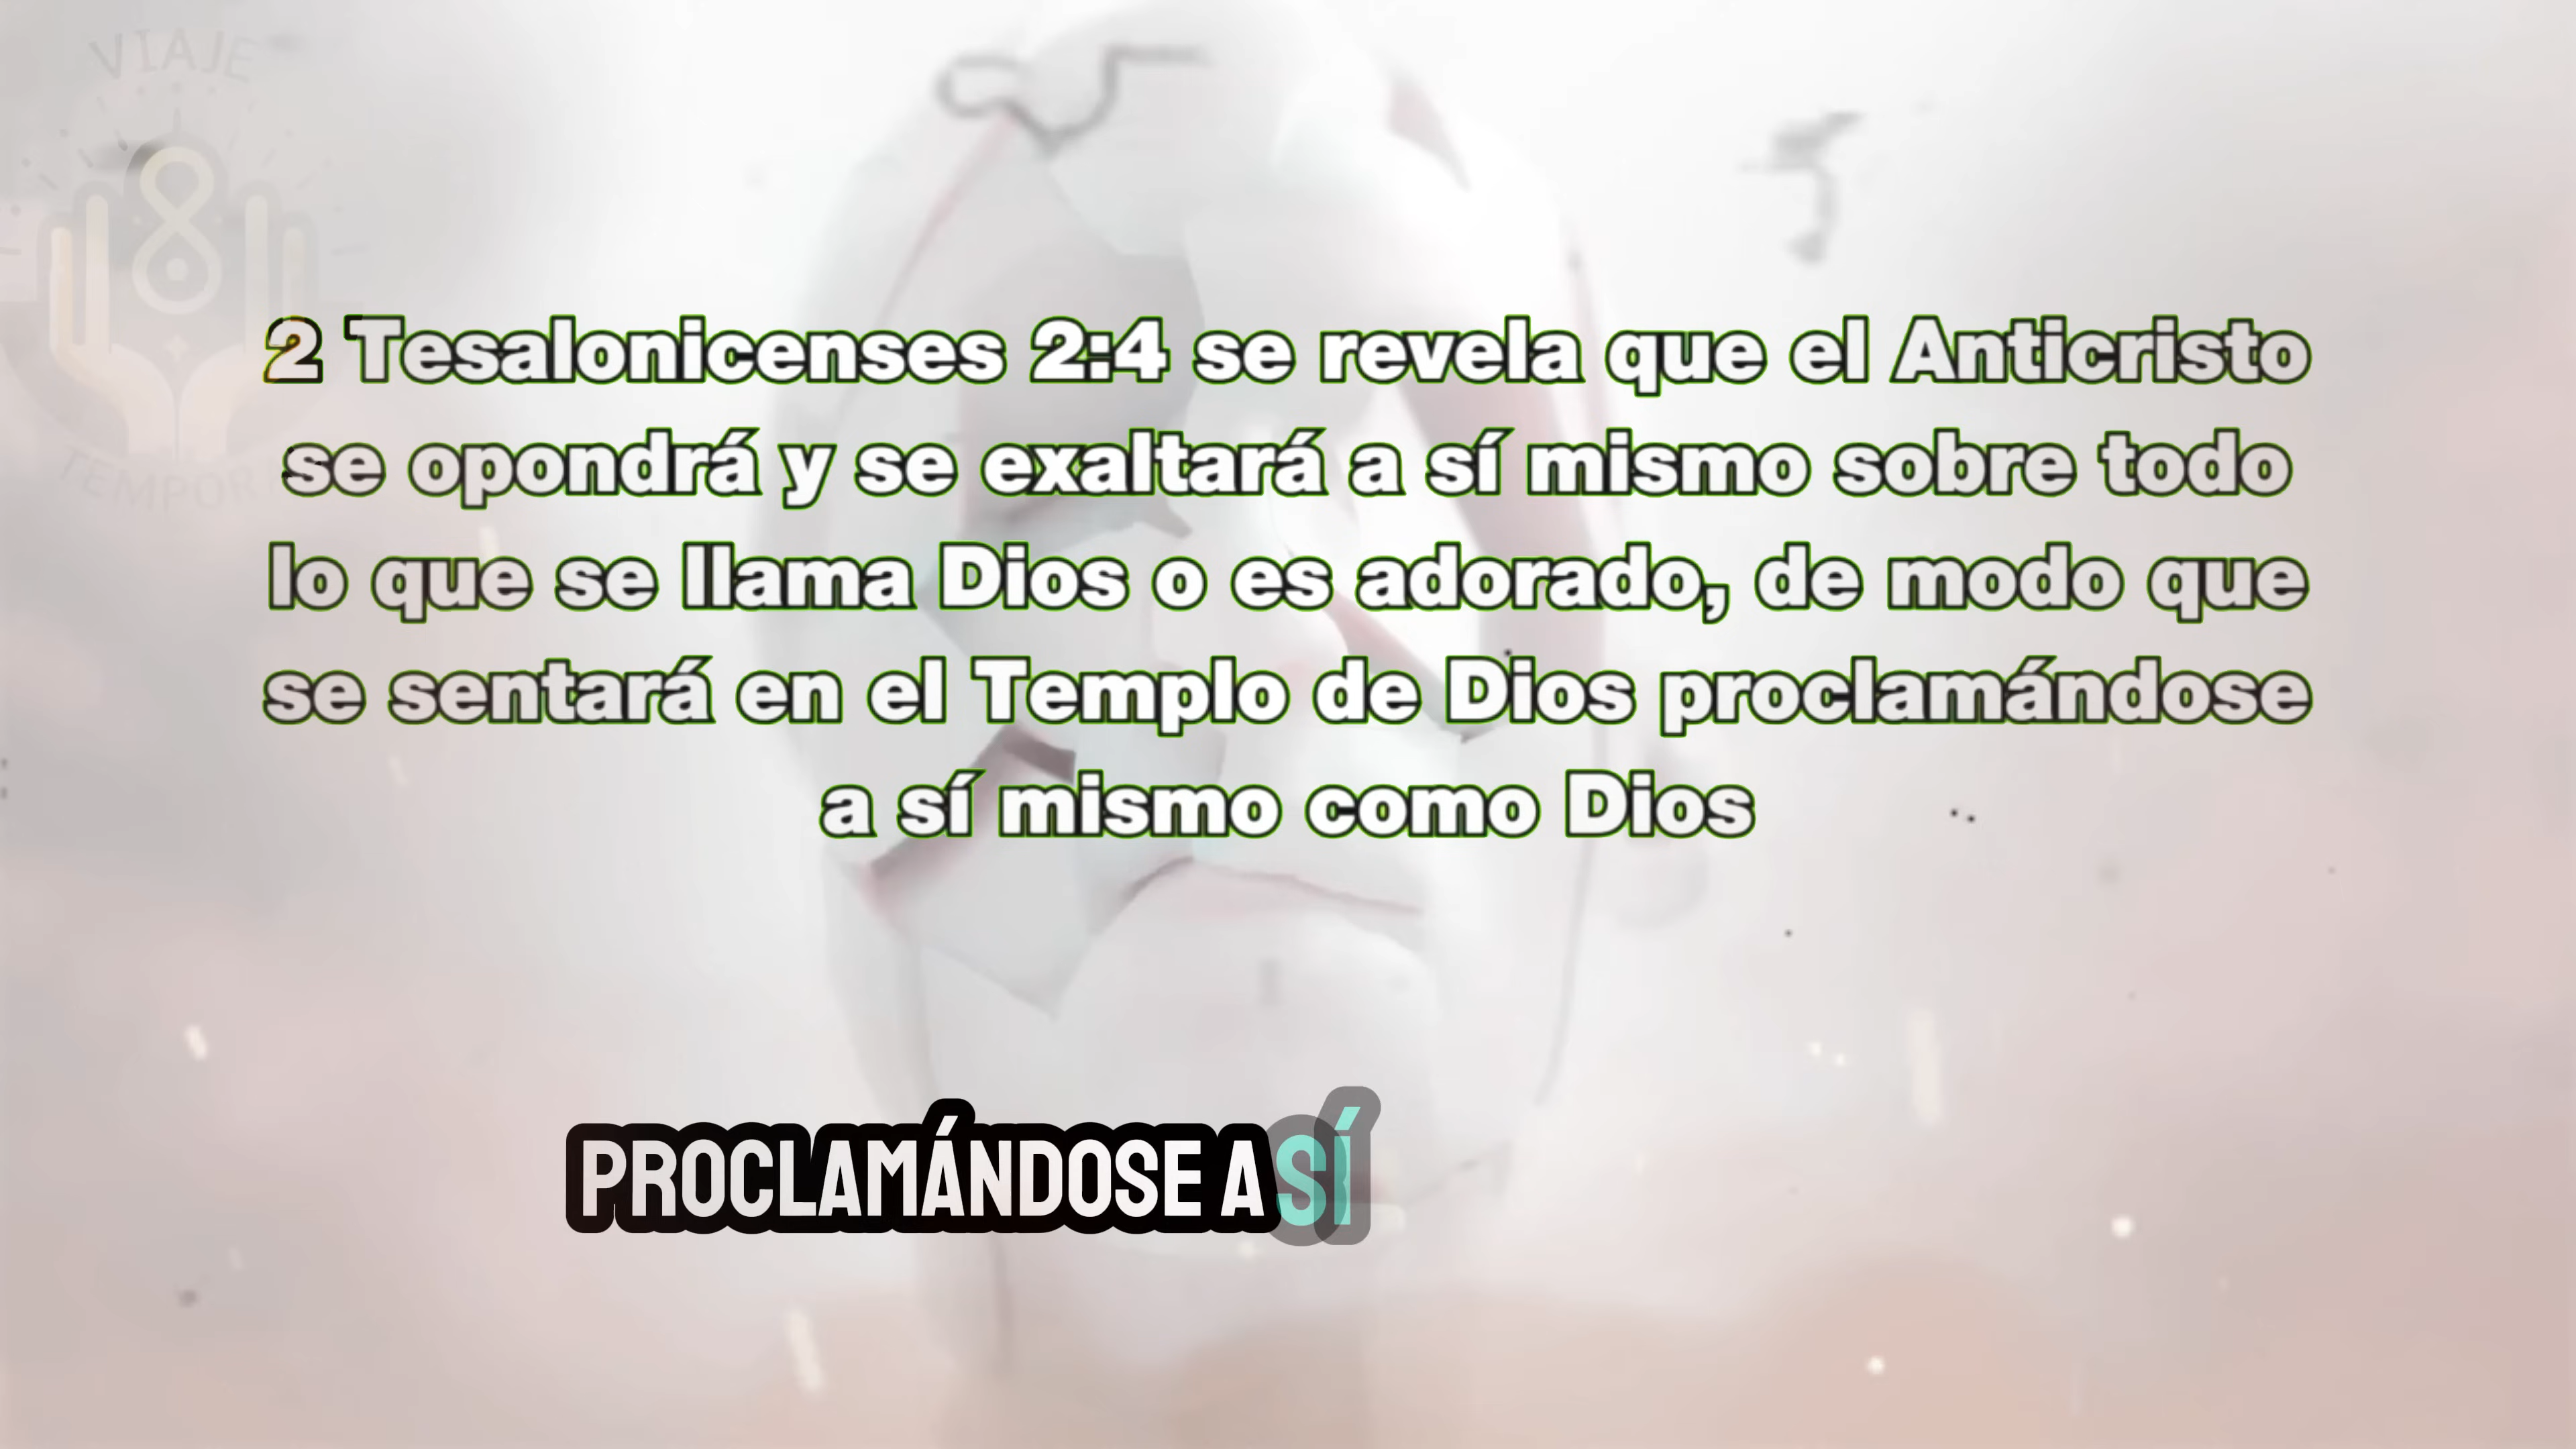 VIAJE
TEMPOR
2 Tesalonicenses 2:4 se revela que el Anticristo
se opondrá y se exaltará a sí mismo sobre todo
lo que se llama Dios o es adorado, de modo que
se sentará en el Templo de Dios proclamándose
a sí mismo como Dios
PROCLAMÁNDOSE A SÍ